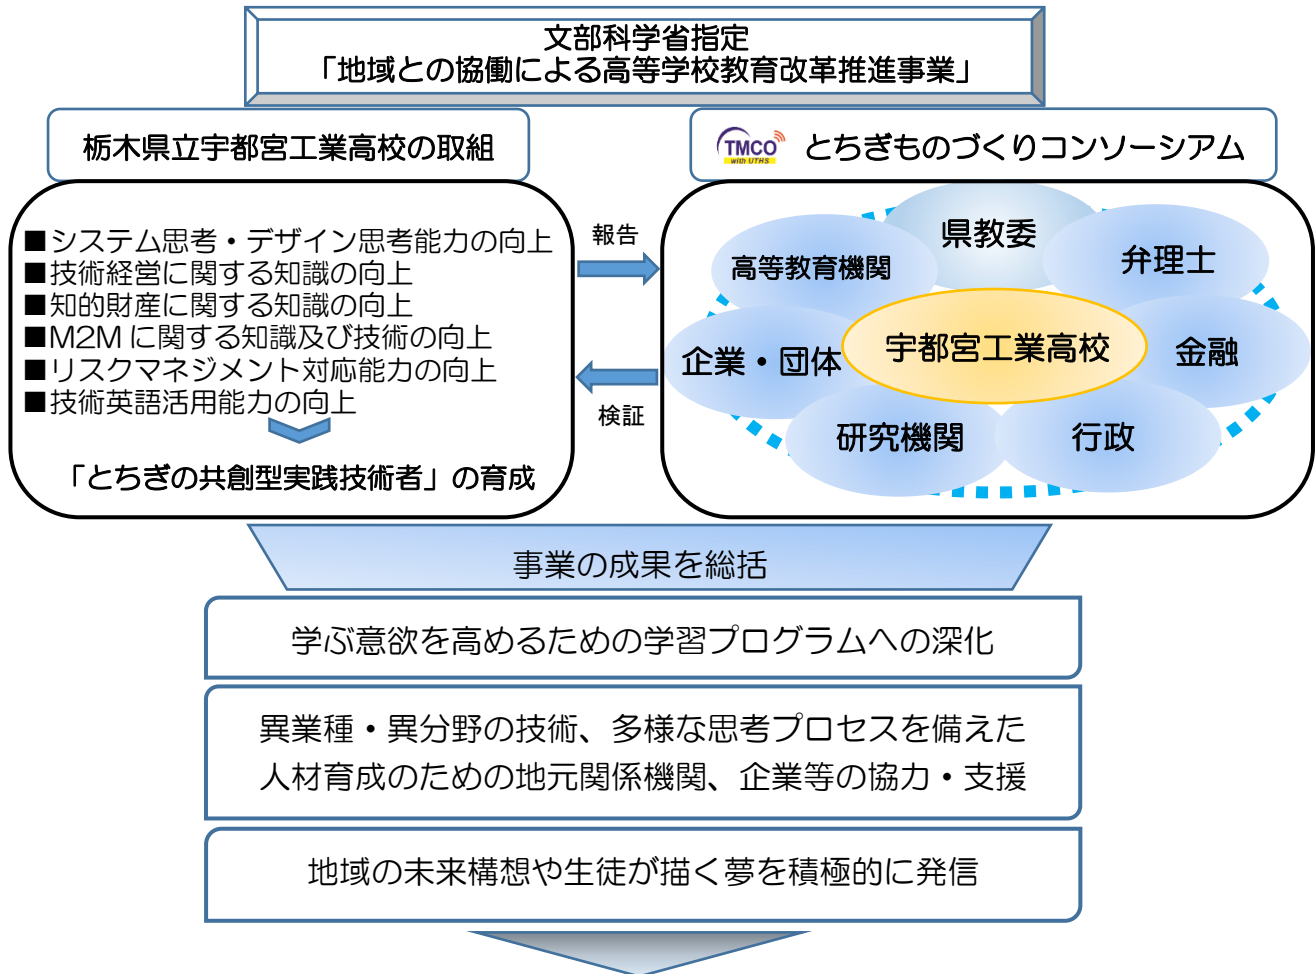 文部科学省指定
「地域との協働による高等学校教育改革推進事業」
栃木県立宇都宮工業高校の取組
TMCO
with UTHS
とちぎものづくりコンソーシアム
■システム思考・デザイン思考能力の向上
■技術経営に関する知識の向上
■知的財産に関する知識の向上
■M2Mに関する知識及び技術の向上
■リスクマネジメント対応能力の向上
■技術英語活用能力の向上
「とちぎの共創型実践技術者」の育成
報告
検証
県教委
高等教育機関
弁理士
企業・団体
宇都宮工業高校
金融
研究機関
行政
事業の成果を総括
学ぶ意欲を高めるための学習プログラムへの深化
異業種・異分野の技術、多様な思考プロセスを備えた
人材育成のための地元関係機関、企業等の協力・支援
地域の未来構想や生徒が描く夢を積極的に発信